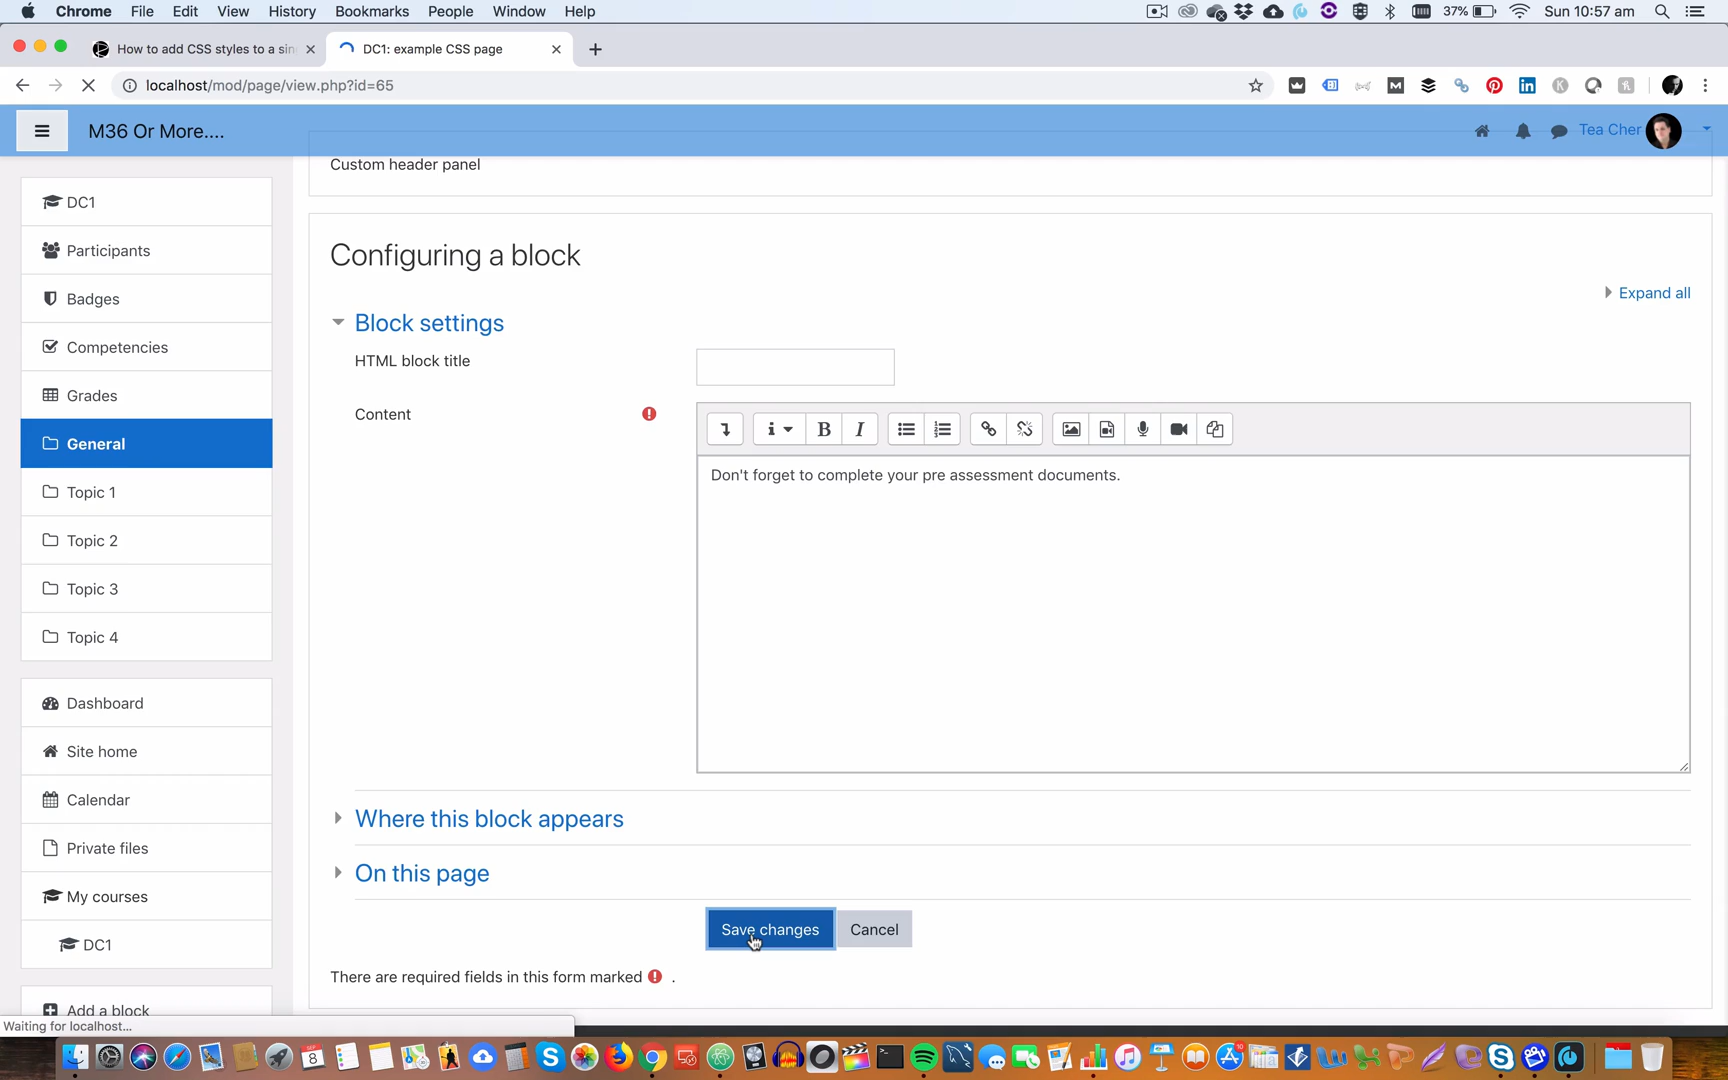 Chrome File Edit View History Bookmarks People Window Help 37% Sun 10:57 am
How to add CSS styles to a sin
DC1: example CSS page
localhost/mod/page/view.php?id=65
M36 Or More....
Tea Cher
Custom header panel
DC1
Participants
Badges
Competencies
Grades
General
Topic 1
Topic 2
Topic 3
Topic 4
Dashboard
Site home
Calendar
Private files
My courses
DC1
Add a block
Configuring a block
Expand all
Block settings
HTML block title
Content
Don't forget to complete your pre assessment documents.
Where this block appears
On this page
Save changes Cancel
There are required fields in this form marked .
Waiting for localhost...